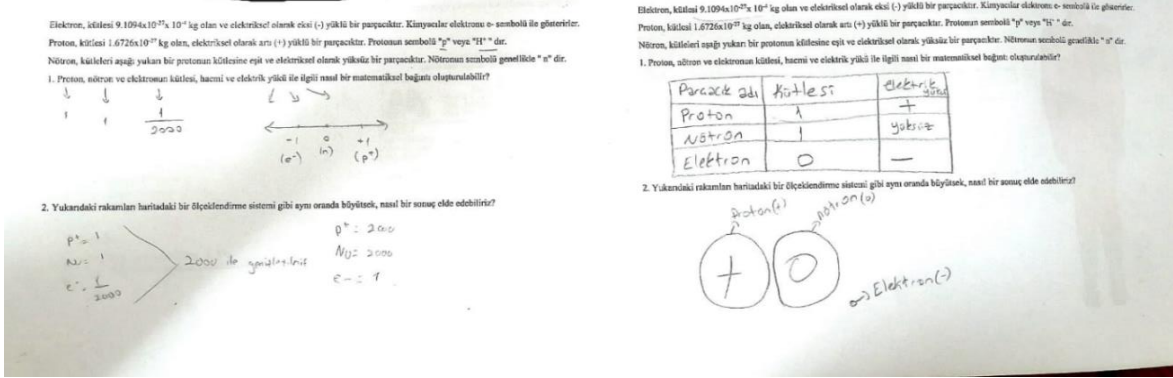 Elektron, kütlesi 9.1094x10⁻²⁷x 10⁻⁴ kg olan ve elektriksel olarak eksi (-) yüklü bir parçacıktır. Kimyacılar elektronu e- sembolü ile gösterirler.
Proton, kütlesi 1.6726x10⁻²⁷ kg olan, elektriksel olarak artı (+) yüklü bir parçacıktır. Protonun sembolü "p" veya "H⁺" dır.
Nötron, kütleleri aşağı yukarı bir protonun kütlesine eşit ve elektriksel olarak yüksüz bir parçacıktır. Nötronun sembolü genellikle "n" dir.
1. Proton, nötron ve elektronun kütlesi, hacmi ve elektrik yükü ile ilgili nasıl bir matematiksel bağıntı oluşturulabilir?
1 1 1/2000
-1 0 +1
(e-) (n) (p+)
2. Yukarıdaki rakamları haritadaki bir ölçeklendirme sistemi gibi aynı oranda büyütsek, nasıl bir sonuç elde edebiliriz?
p+ = 1
N = 1
e-: 1/2000
2000 ile
p+ : 2000
2000
e- : 1
Elektron, kütlesi 9.1094x10⁻²⁷x 10⁻⁴ kg olan ve elektriksel olarak eksi (-) yüklü bir parçacıktır. Kimyacılar elektronu e- sembolü ile gösterirler.
Proton, kütlesi 1.6726x10⁻²⁷ kg olan, elektriksel olarak artı (+) yüklü bir parçacıktır. Protonun sembolü "p" veya "H⁺" dır.
Nötron, kütleleri aşağı yukarı bir protonun kütlesine eşit ve elektriksel olarak yüksüz bir parçacıktır. Nötronun sembolü genellikle "n" dir.
1. Proton, nötron ve elektronun kütlesi, hacmi ve elektrik yükü ile ilgili nasıl bir matematiksel bağıntı oluşturulabilir?
Parçacık adı Kütlesi elektrik yükü
Proton 1 +
Nötron 1 yüksüz
Elektron 0 −
2. Yukarıdaki rakamları haritadaki bir ölçeklendirme sistemi gibi aynı oranda büyütsek, nasıl bir sonuç elde edebiliriz?
Proton(+) nötron(0)
+ 0
Elektron(-)